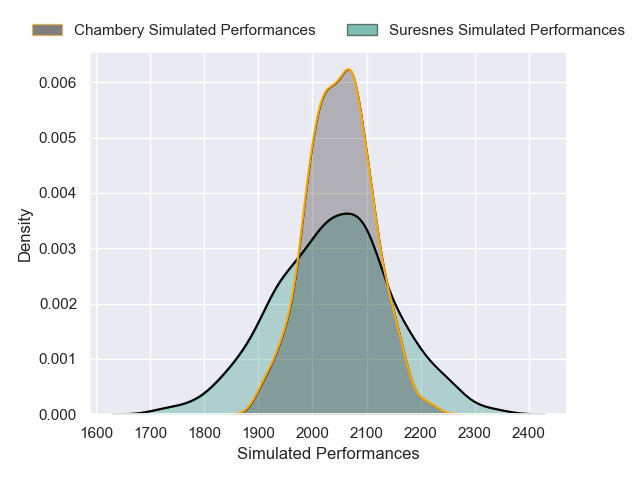 Chambery Simulated Performances
Suresnes Simulated Performances
0.006
0.005
0.004
0.003
0.002
0.001
0.000
Density
1600 1700 1800 1900 2000 2100 2200 2300 2400
Simulated Performances